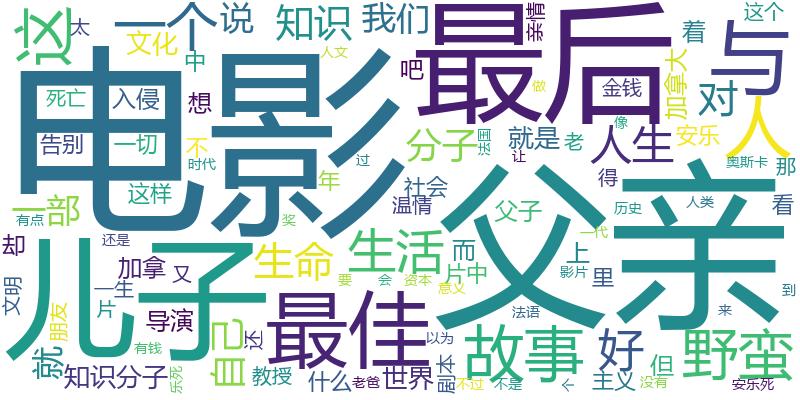 这
太
一个
说
知识
我们
最后
亲情
与
着
这个
文化
中
人文
电影
吧
做
金钱
加拿大
死亡
入侵
想
对
人
告别
一切
不
分子
就是
法国
老
像
人生
安乐
奥斯卡
那
时代
过
让
这样
年
社会
得
看
一部
温情
父子
历史
人类
有点
奖
父亲
却
还是
生命
生活
而
上
一代
儿子
加拿
又
片中
里
影片
到
文明
一生
要
会
资本
意义
朋友
片
导演
最佳
法语
来
就
有钱
自己
还
以为
故事
好
但
野蛮
知识分子
乐死
教授
什么
老爸
世界
剧本
不过
不是
个
主义
没有
安乐死